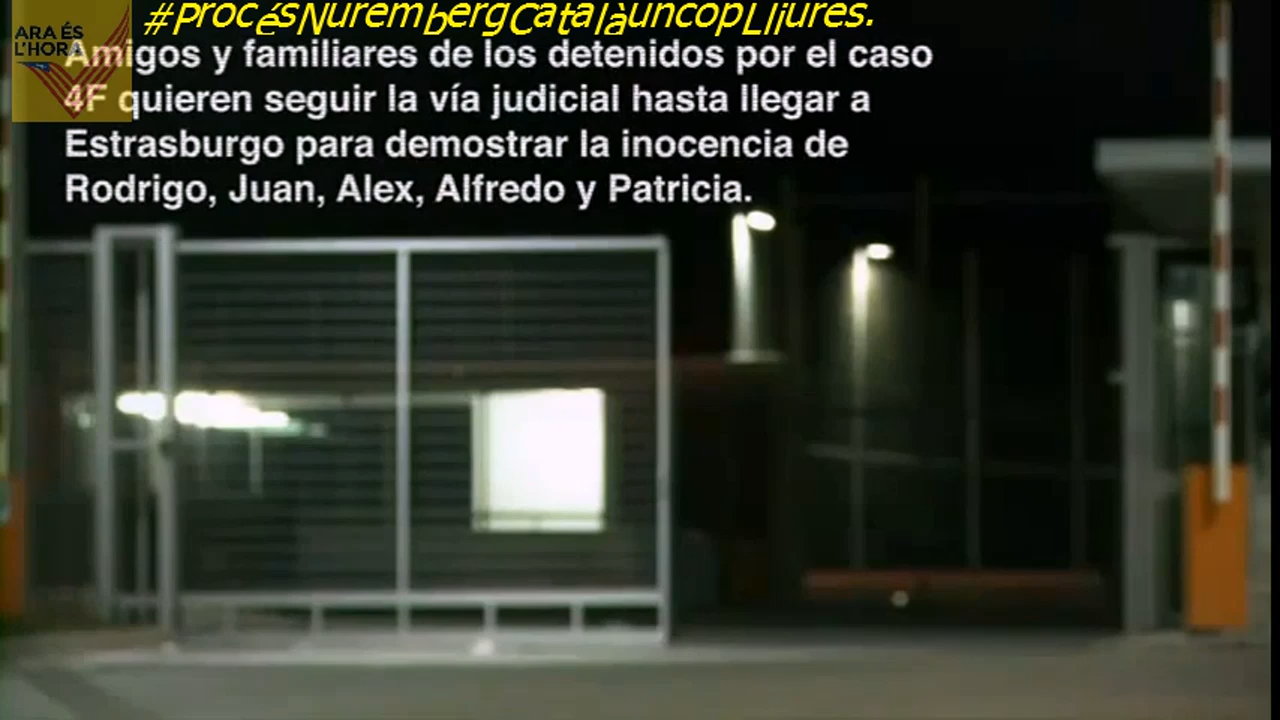 #ProcésNurembergCatalàuncopLliures.
ARA ÉS
L'HORA
Amigos y familiares de los detenidos por el caso
4F quieren seguir la vía judicial hasta llegar a
Estrasburgo para demostrar la inocencia de
Rodrigo, Juan, Alex, Alfredo y Patricia.